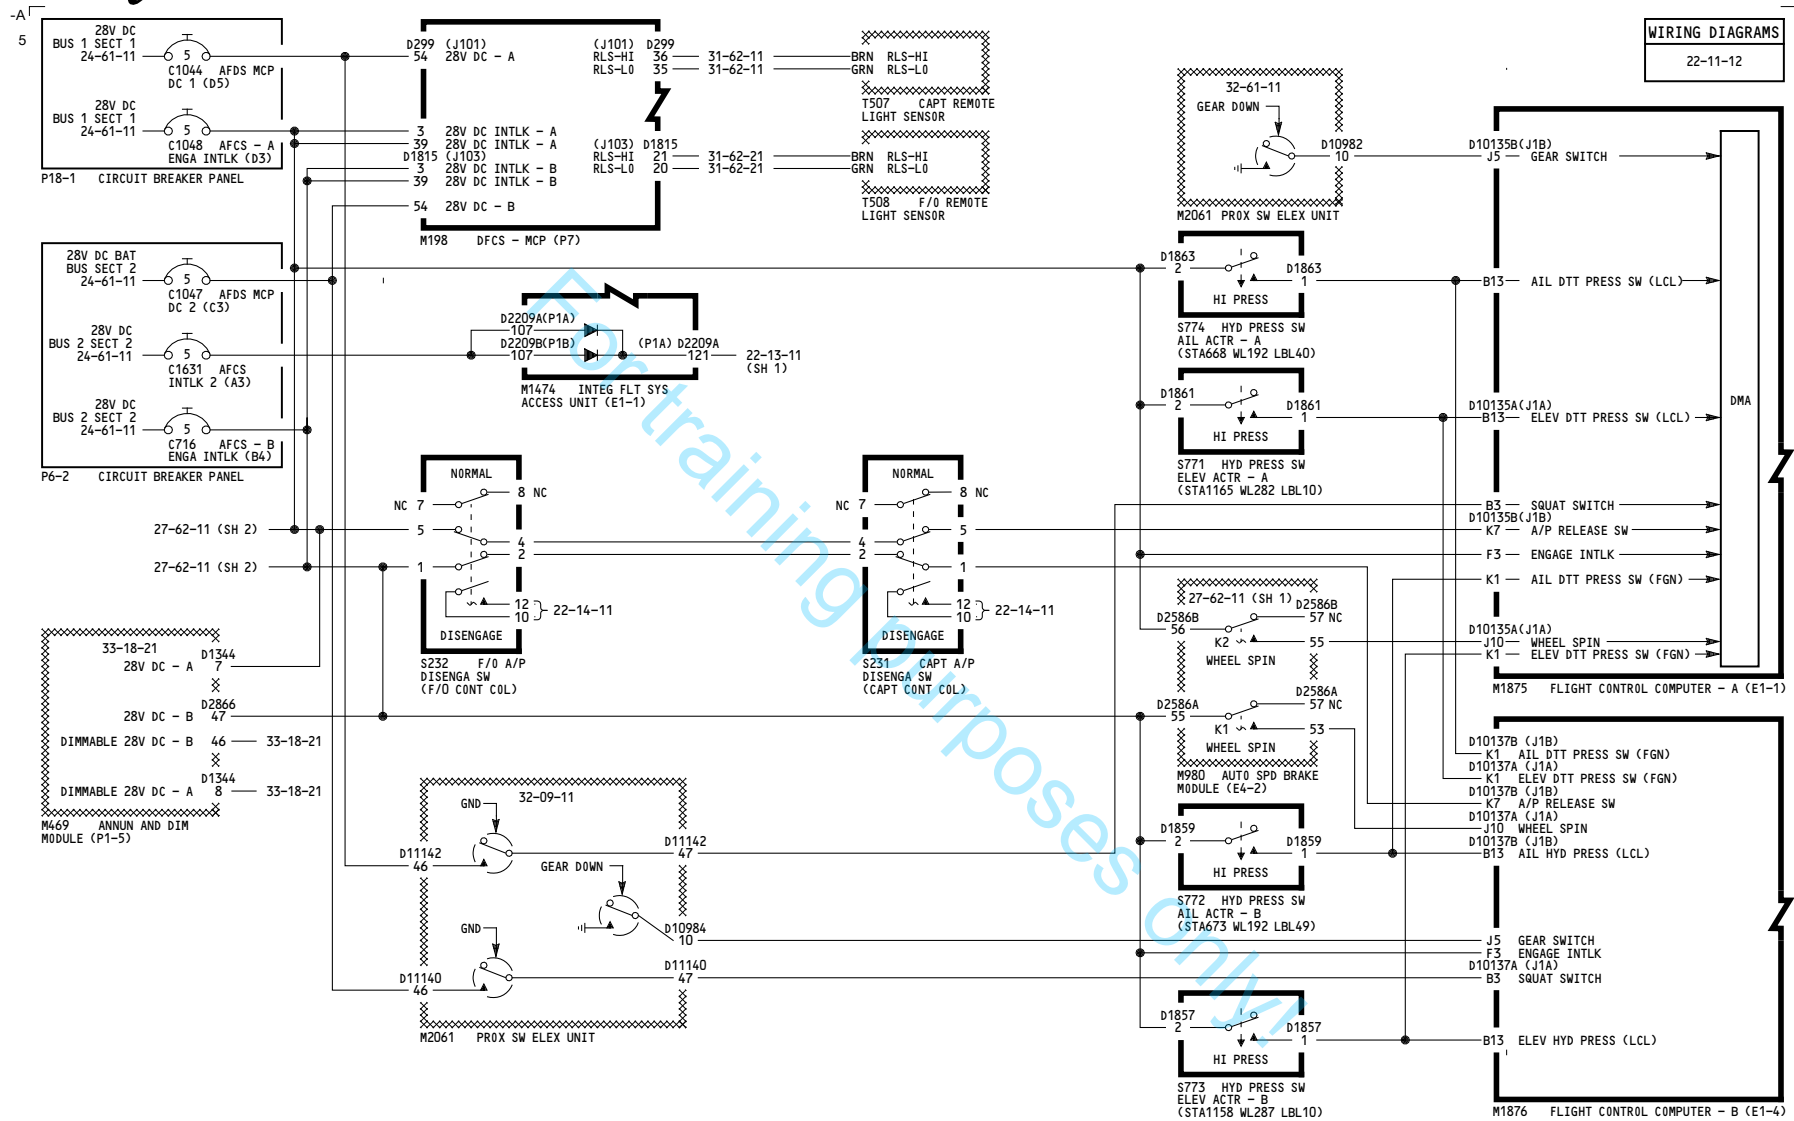 -A
5
WIRING DIAGRAMS
22-11-12
28V DC
BUS 1 SECT 1
24-61-11
5
C1044 AFDS MCP
DC 1 (D5)
28V DC
BUS 1 SECT 1
24-61-11
5
C1048 AFCS - A
ENGA INTLK (D3)
P18-1 CIRCUIT BREAKER PANEL
28V DC BAT
BUS SECT 2
24-61-11
5
C1047 AFDS MCP
DC 2 (C3)
28V DC
BUS 2 SECT 2
24-61-11
5
C1631 AFCS
INTLK 2 (A3)
28V DC
BUS 2 SECT 2
24-61-11
5
C716 AFCS - B
ENGA INTLK (B4)
P6-2 CIRCUIT BREAKER PANEL
27-62-11 (SH 2)
27-62-11 (SH 2)
33-18-21
D1344
28V DC - A 7
D2866
28V DC - B 47
DIMMABLE 28V DC - B 46 33-18-21
D1344
DIMMABLE 28V DC - A 8 33-18-21
M469 ANNUN AND DIM
MODULE (P1-5)
D299 (J101) (J101) D299
54 28V DC - A RLS-HI 36 31-62-11
RLS-LO 35 31-62-11
3 28V DC INTLK - A
39 28V DC INTLK - A (J103) D1815
D1815 (J103) RLS-HI 21 31-62-21
3 28V DC INTLK - B RLS-LO 20 31-62-21
39 28V DC INTLK - B
54 28V DC - B
M198 DFCS - MCP (P7)
BRN RLS-HI
GRN RLS-LO
T507 CAPT REMOTE
LIGHT SENSOR
BRN RLS-HI
GRN RLS-LO
T508 F/O REMOTE
LIGHT SENSOR
D2209A(P1A)
107
D2209B(P1B) (P1A) D2209A
107 121 22-13-11
(SH 1)
M1474 INTEG FLT SYS
ACCESS UNIT (E1-1)
NORMAL
8 NC
NC 7
5
4
2
1
12
10
22-14-11
DISENGAGE
S232 F/O A/P
DISENGA SW
(F/O CONT COL)
NORMAL
8 NC
NC 7
5
4
2
1
12
10
22-14-11
DISENGAGE
S231 CAPT A/P
DISENGA SW
(CAPT CONT COL)
32-09-11
GND
D11142 D11142
46 47
GEAR DOWN
GND
D10984
10
D11140 D11140
46 47
M2061 PROX SW ELEX UNIT
32-61-11
GEAR DOWN
D10982
10
M2061 PROX SW ELEX UNIT
D1863
2
D1863
1
HI PRESS
S774 HYD PRESS SW
AIL ACTR - A
(STA668 WL192 LBL40)
D1861
2
D1861
1
HI PRESS
S771 HYD PRESS SW
ELEV ACTR - A
(STA1165 WL282 LBL10)
27-62-11 (SH 1)
D2586B
57 NC
D2586B
56
K2 55
WHEEL SPIN
D2586A
57 NC
D2586A
55
K1 53
WHEEL SPIN
M980 AUTO SPD BRAKE
MODULE (E4-2)
D1859
2
D1859
1
HI PRESS
S772 HYD PRESS SW
AIL ACTR - B
(STA673 WL192 LBL49)
D1857
2
D1857
1
HI PRESS
S773 HYD PRESS SW
ELEV ACTR - B
(STA1158 WL287 LBL10)
D10135B(J1B)
J5 GEAR SWITCH
B13 AIL DTT PRESS SW (LCL)
D10135A(J1A)
B13 ELEV DTT PRESS SW (LCL)
DMA
B3 SQUAT SWITCH
D10135B(J1B)
K7 A/P RELEASE SW
F3 ENGAGE INTLK
K1 AIL DTT PRESS SW (FGN)
D10135A(J1A)
J10 WHEEL SPIN
K1 ELEV DTT PRESS SW (FGN)
M1875 FLIGHT CONTROL COMPUTER - A (E1-1)
D10137B (J1B)
K1 AIL DTT PRESS SW (FGN)
D10137A (J1A)
K1 ELEV DTT PRESS SW (FGN)
D10137B (J1B)
K7 A/P RELEASE SW
D10137A (J1A)
J10 WHEEL SPIN
D10137B (J1B)
B13 AIL HYD PRESS (LCL)
J5 GEAR SWITCH
F3 ENGAGE INTLK
D10137A (J1A)
B3 SQUAT SWITCH
B13 ELEV HYD PRESS (LCL)
M1876 FLIGHT CONTROL COMPUTER - B (E1-4)
For training purposes only!